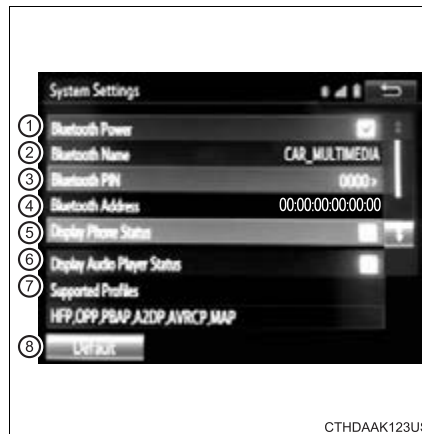 System Settings
① Bluetooth Power
② Bluetooth Name CAR_MULTIMEDIA
③ Bluetooth PIN 0000>
④ Bluetooth Address 00:00:00:00:00:00
⑤ Display Phone Status
⑥ Display Audio Player Status
⑦ Supported Profiles
HFP,OPP,PBAP,A2DP,AVRCP,MAP
⑧ Default
CTHDAAK123US